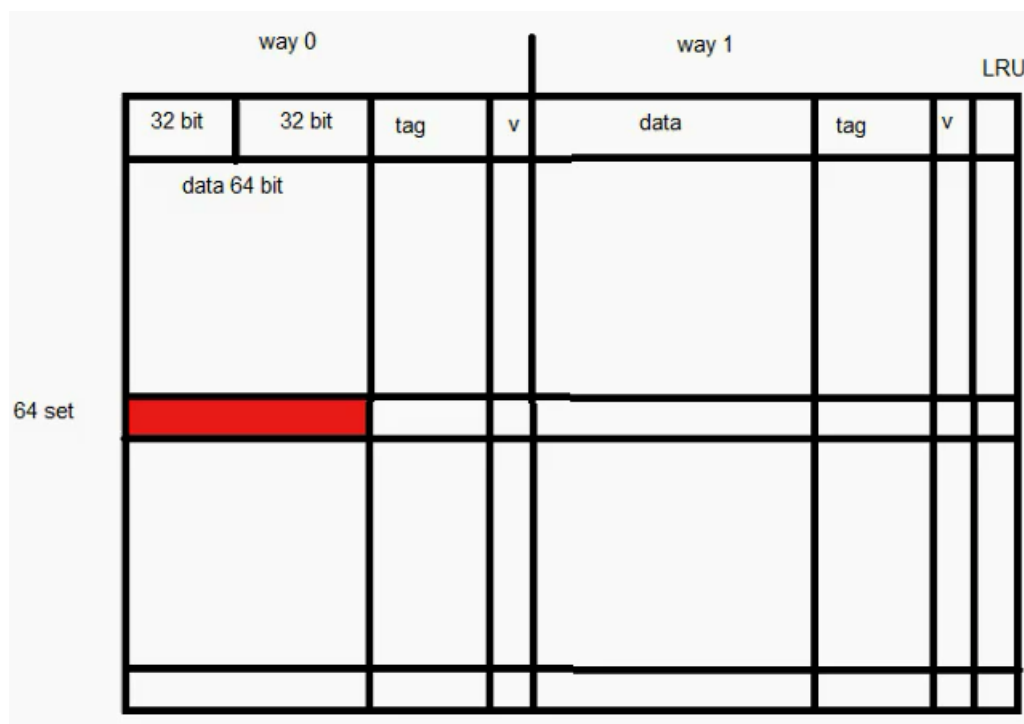 way 0
way 1
LRU
32 bit
32 bit
tag
v
data
tag
v
data 64 bit
64 set